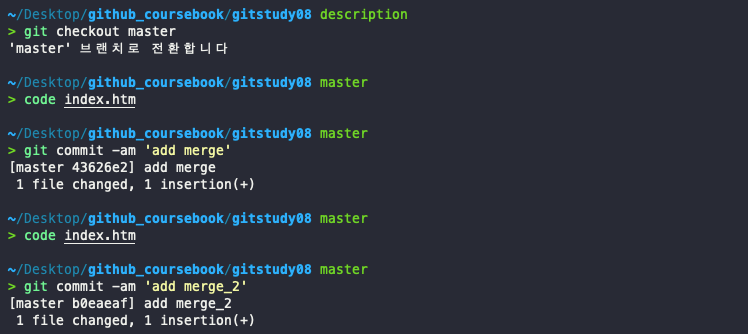 ~/Desktop/github_coursebook/gitstudy08 description
> git checkout master
'master' 브랜치로 전환합니다
~/Desktop/github_coursebook/gitstudy08 master
> code index.htm
~/Desktop/github_coursebook/gitstudy08 master
> git commit -am 'add merge'
[master 43626e2] add merge
 1 file changed, 1 insertion(+)
~/Desktop/github_coursebook/gitstudy08 master
> code index.htm
~/Desktop/github_coursebook/gitstudy08 master
> git commit -am 'add merge_2'
[master b0eaeaf] add merge_2
 1 file changed, 1 insertion(+)